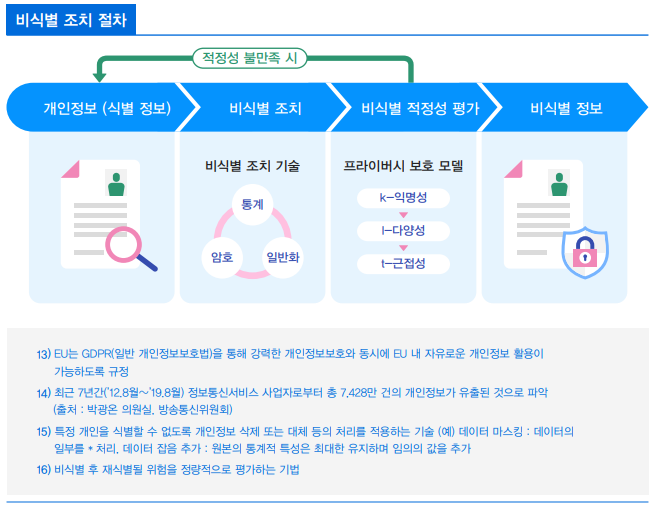 비식별 조치 절차
적정성 불만족 시
개인정보 (식별 정보)
비식별 조치
비식별 적정성 평가
비식별 정보
비식별 조치 기술
통계
암호
일반화
프라이버시 보호 모델
k-익명성
l-다양성
t-근접성
13) EU는 GDPR(일반 개인정보보호법)을 통해 강력한 개인정보보호와 동시에 EU 내 자유로운 개인정보 활용이
가능하도록 규정
14) 최근 7년간('12.8월~'19.8월) 정보통신서비스 사업자로부터 총 7,428만 건의 개인정보가 유출된 것으로 파악
(출처 : 박광온 의원실, 방송통신위원회)
15) 특정 개인을 식별할 수 없도록 개인정보 삭제 또는 대체 등의 처리를 적용하는 기술 (예) 데이터 마스킹 : 데이터의
일부를 * 처리, 데이터 잡음 추가 : 원본의 통계적 특성은 최대한 유지하며 임의의 값을 추가
16) 비식별 후 재식별될 위험을 정량적으로 평가하는 기법